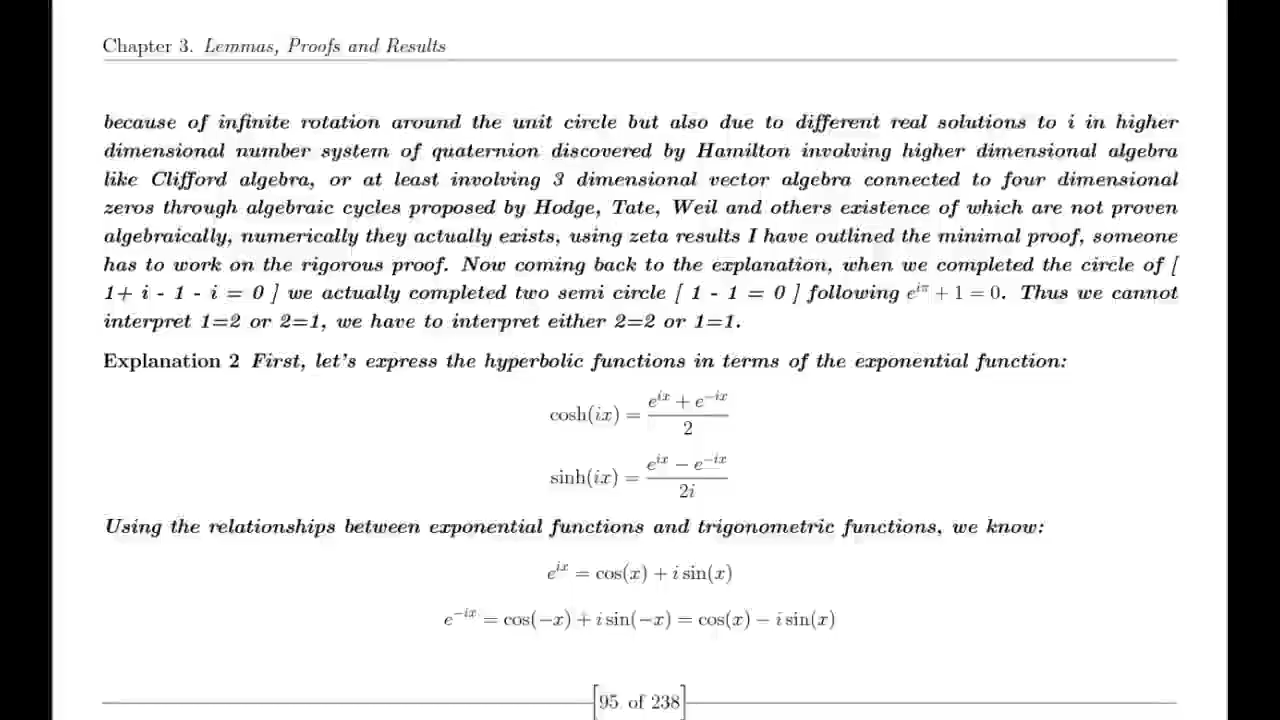 Chapter 3. Lemmas, Proofs and Results
because of infinite rotation around the unit circle but also due to different real solutions to i in higher
dimensional number system of quaternion discovered by Hamilton involving higher dimensional algebra
like Clifford algebra, or at least involving 3 dimensional vector algebra connected to four dimensional
zeros through algebraic cycles proposed by Hodge, Tate, Weil and others existence of which are not proven
algebraically, numerically they actually exists, using zeta results I have outlined the minimal proof, someone
has to work on the rigorous proof. Now coming back to the explanation, when we completed the circle of [
1+ i - 1 - i = 0 ] we actually completed two semi circle [ 1 - 1 = 0 ] following e^{iπ} + 1 = 0. Thus we cannot
interpret 1=2 or 2=1, we have to interpret either 2=2 or 1=1.
Explanation 2 First, let's express the hyperbolic functions in terms of the exponential function:
cosh(ix) = \frac{e^{ix} + e^{-ix}}{2}
sinh(ix) = \frac{e^{ix} - e^{-ix}}{2i}
Using the relationships between exponential functions and trigonometric functions, we know:
e^{ix} = cos(x) + i sin(x)
e^{-ix} = cos(−x) + i sin(−x) = cos(x) − i sin(x)
[95 of 238]